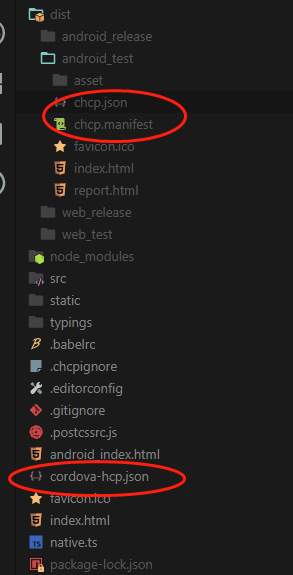 dist
android_release
android_test
asset
chcp.json
chcp.manifest
favicon.ico
index.html
report.html
web_release
web_test
node_modules
src
static
typings
.babelrc
.chcpignore
.editorconfig
.gitignore
.postcssrc.js
android_index.html
cordova-hcp.json
favicon.ico
index.html
native.ts
package-lock.json